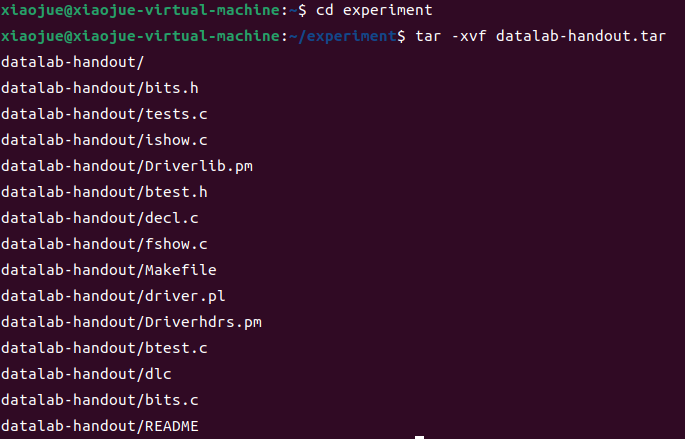 xiaojue@xiaojue-virtual-machine:~$ cd experiment
xiaojue@xiaojue-virtual-machine:~/experiment$ tar -xvf datalab-handout.tar
datalab-handout/
datalab-handout/bits.h
datalab-handout/tests.c
datalab-handout/ishow.c
datalab-handout/Driverlib.pm
datalab-handout/btest.h
datalab-handout/decl.c
datalab-handout/fshow.c
datalab-handout/Makefile
datalab-handout/driver.pl
datalab-handout/Driverhdrs.pm
datalab-handout/btest.c
datalab-handout/dlc
datalab-handout/bits.c
datalab-handout/README